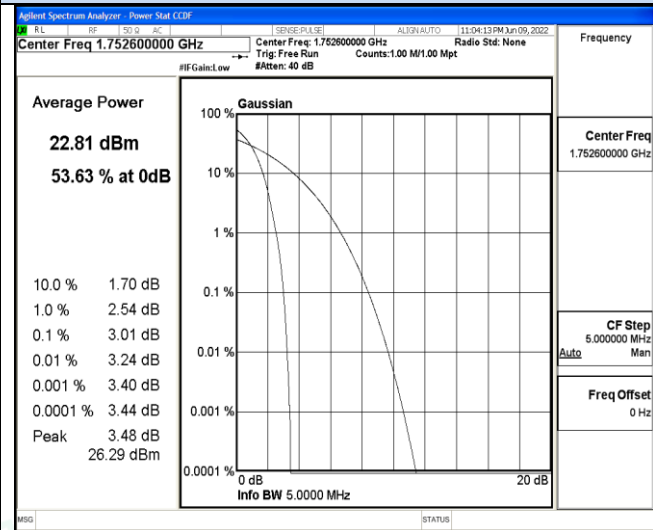 Agilent Spectrum Analyzer - Power Stat CCDF
RL RF 50 Ω AC SENSE:PULSE ALIGN AUTO 11:04:13 PM Jun 09, 2022
Center Freq 1.752600000 GHz
Center Freq: 1.752600000 GHz Radio Std: None
Trig: Free Run Counts:1.00 M/1.00 Mpt
#IFGain:Low #Atten: 40 dB
Frequency
Average Power
22.81 dBm
53.63 % at 0dB
10.0 % 1.70 dB
1.0 % 2.54 dB
0.1 % 3.01 dB
0.01 % 3.24 dB
0.001 % 3.40 dB
0.0001 % 3.44 dB
Peak 3.48 dB
26.29 dBm
Gaussian
100 %
10 %
1 %
0.1 %
0.01 %
0.001 %
0.0001 %
0 dB 20 dB
Info BW 5.0000 MHz
Center Freq
1.752600000 GHz
CF Step
5.000000 MHz
Auto Man
Freq Offset
0 Hz
MSG STATUS